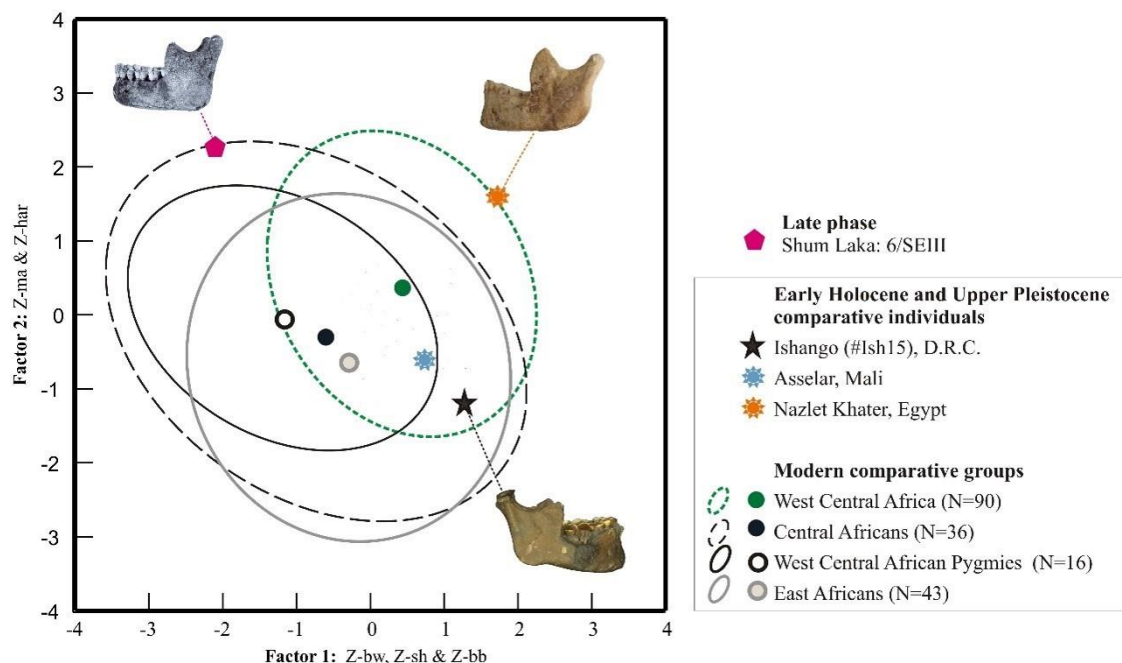 4
3
2
1
0
-1
-2
-3
-4
Factor 2: Z-ma & Z-har
-4
-3
-2
-1
0
1
2
3
4
Factor 1: Z-bw, Z-sh & Z-bb
Late phase
Shum Laka: 6/SEIII
Early Holocene and Upper Pleistocene
comparative individuals
Ishango (#Ish15), D.R.C.
Asselar, Mali
Nazlet Khater, Egypt
Modern comparative groups
West Central Africa (N=90)
Central Africans (N=36)
West Central African Pygmies (N=16)
East Africans (N=43)